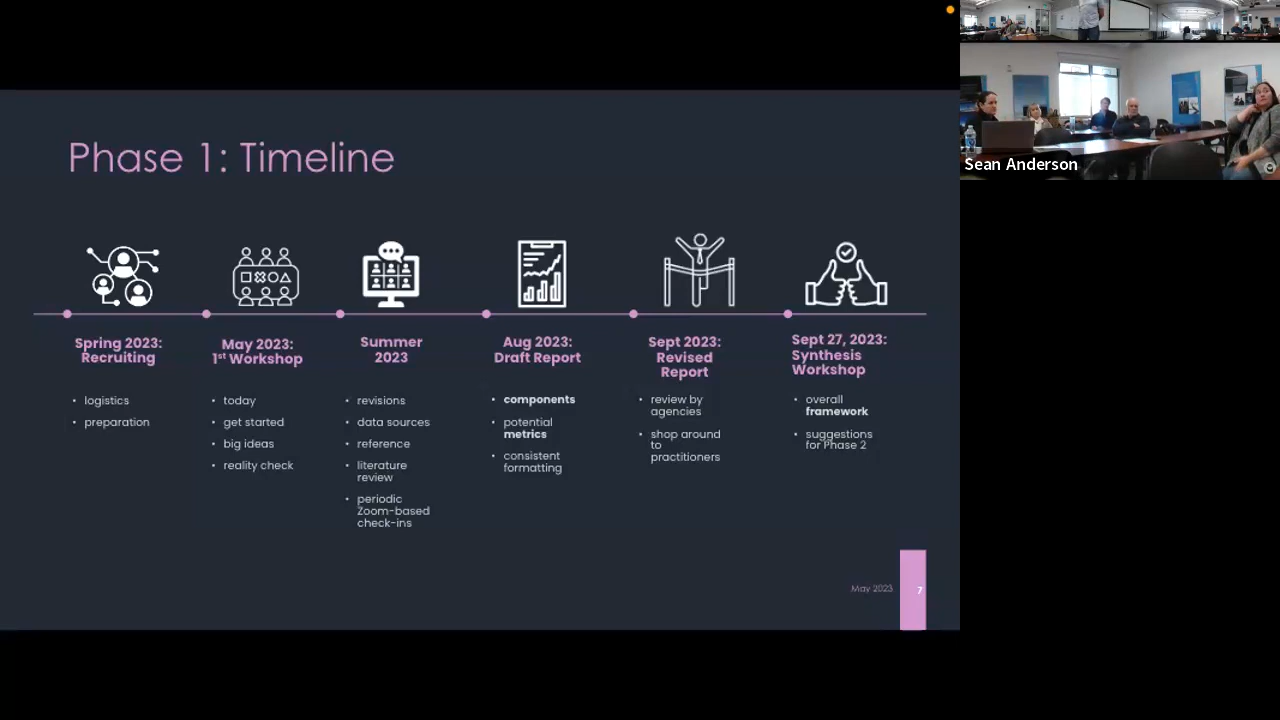 Phase 1: Timeline
Spring 2023:
Recruiting
• logistics
• preparation
May 2023:
1st Workshop
• today
• get started
• big ideas
• reality check
Summer
2023
• revisions
• data sources
• reference
• literature
review
• periodic
Zoom-based
check-ins
Aug 2023:
Draft Report
• components
• potential
metrics
• consistent
formatting
Sept 2023:
Revised
Report
• review by
agencies
• shop around
to
practitioners
Sept 27, 2023:
Synthesis
Workshop
• overall
framework
• suggestions
for Phase 2
May 2023
7
Sean Anderson